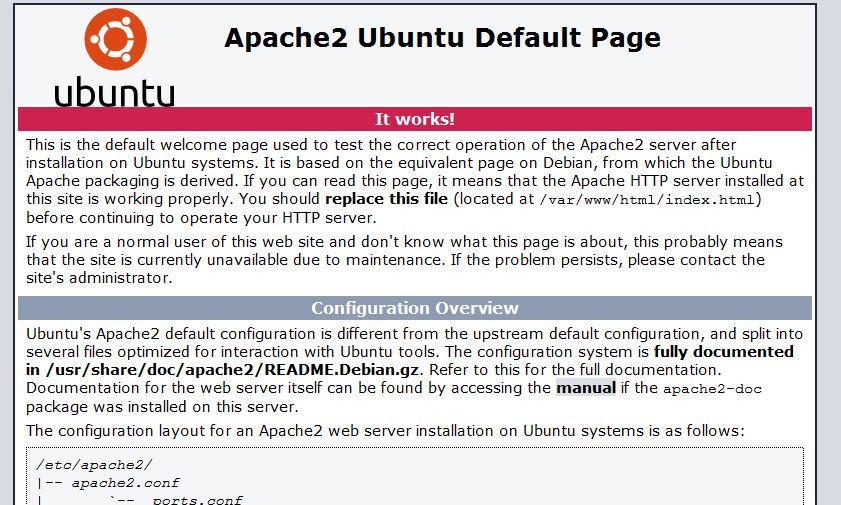 Apache2 Ubuntu Default Page
ubuntu
It works!
This is the default welcome page used to test the correct operation of the Apache2 server after
installation on Ubuntu systems. It is based on the equivalent page on Debian, from which the Ubuntu
Apache packaging is derived. If you can read this page, it means that the Apache HTTP server installed at
this site is working properly. You should replace this file (located at /var/www/html/index.html)
before continuing to operate your HTTP server.
If you are a normal user of this web site and don't know what this page is about, this probably means
that the site is currently unavailable due to maintenance. If the problem persists, please contact the
site's administrator.
Configuration Overview
Ubuntu's Apache2 default configuration is different from the upstream default configuration, and split into
several files optimized for interaction with Ubuntu tools. The configuration system is fully documented
in /usr/share/doc/apache2/README.Debian.gz. Refer to this for the full documentation.
Documentation for the web server itself can be found by accessing the manual if the apache2-doc
package was installed on this server.
The configuration layout for an Apache2 web server installation on Ubuntu systems is as follows:
/etc/apache2/
|-- apache2.conf
|       `--  ports.conf